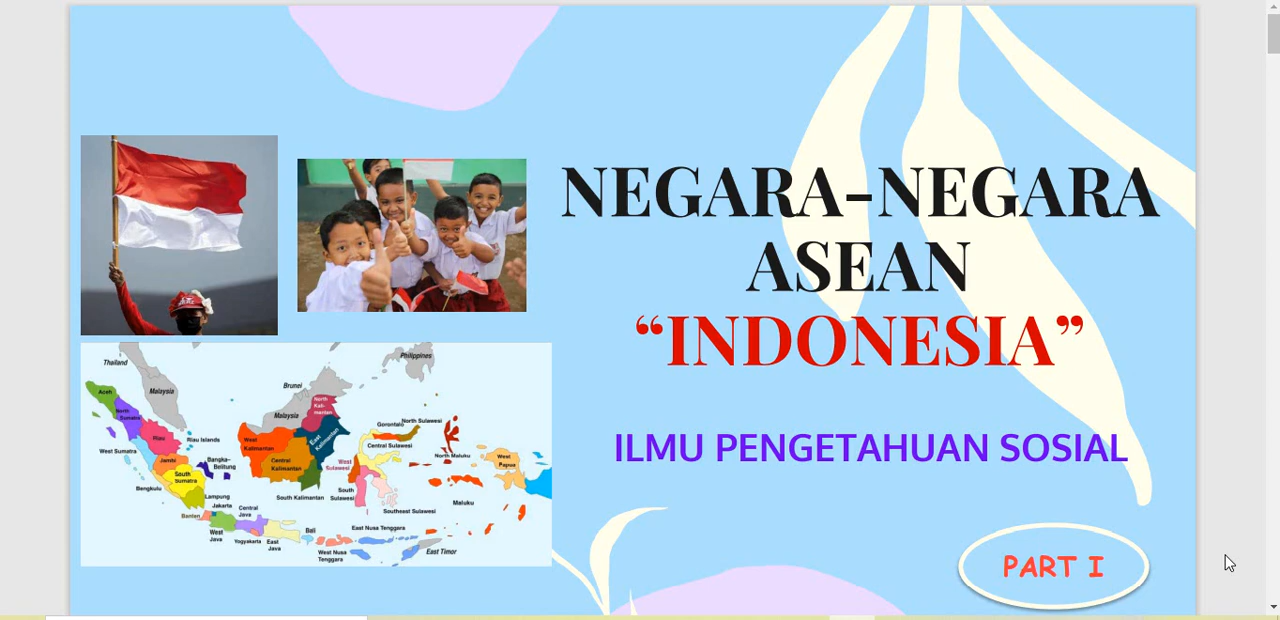 NEGARA-NEGARA
ASEAN
“INDONESIA”
ILMU PENGETAHUAN SOSIAL
PART I
Thailand
Malaysia
Philippines
Brunei
Malaysia
Aceh
North
Sumatra
Riau
Riau Islands
West Sumatra
Jambi
Bangka-
Belitung
South
Sumatra
Bengkulu
Lampung
Banten
Jakarta
West
Java
Central
Java
Yogyakarta
East
Java
Bali
West Nusa
Tenggara
East Nusa Tenggara
East Timor
West
Kalimantan
Central
Kalimantan
South Kalimantan
East
Kalimantan
North
Kali-
mantan
West
Sulawesi
South
Sulawesi
Southeast Sulawesi
Central Sulawesi
Gorontalo
North Sulawesi
North Maluku
Maluku
West
Papua